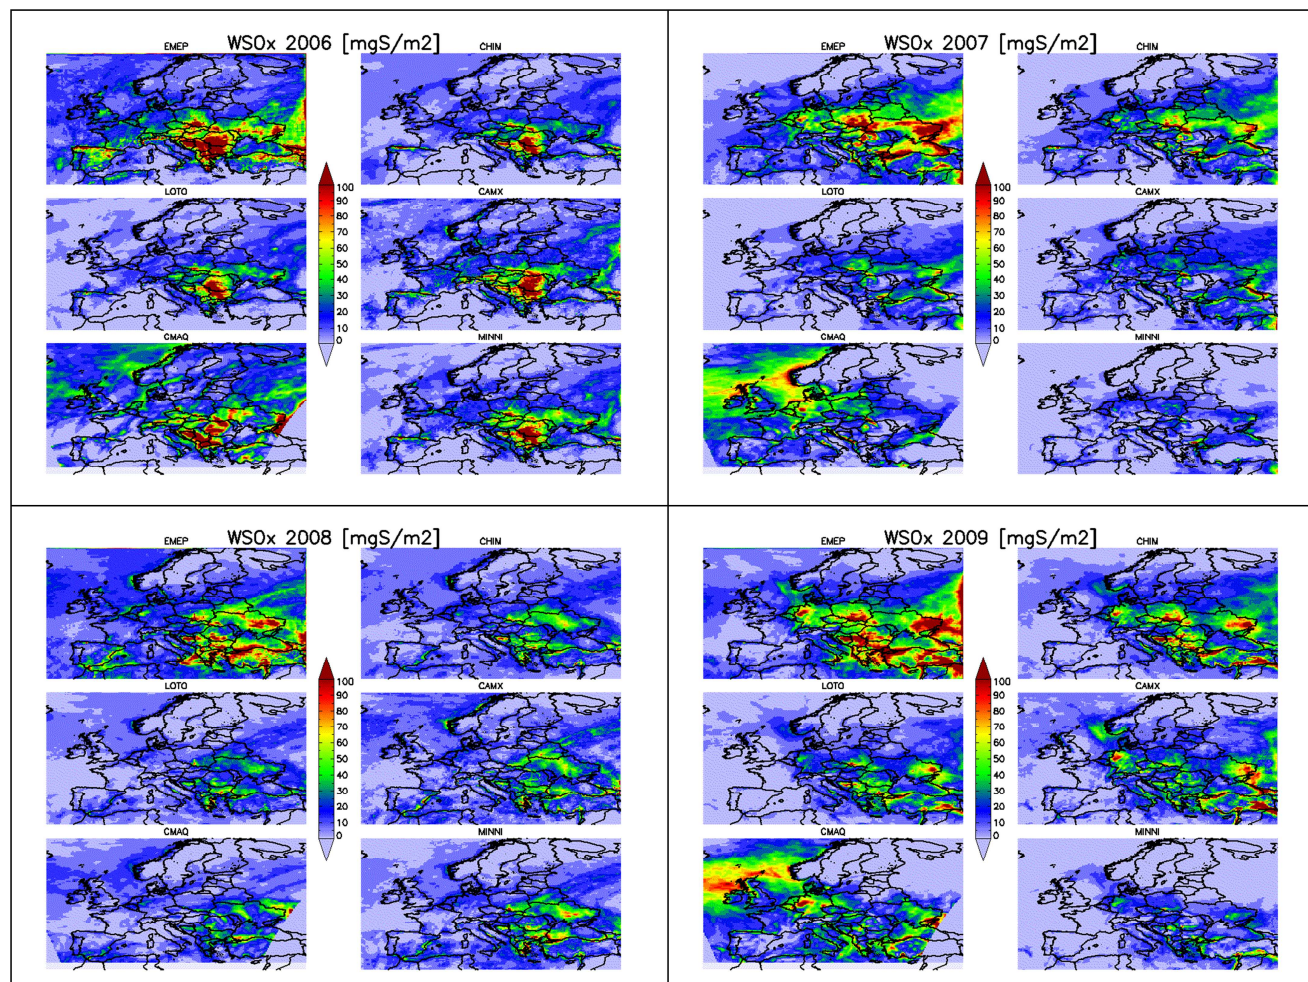 WSOx 2006 [mgS/m2]
EMEP CHIM
LOTO CAMX
100
90
80
70
60
50
40
30
20
10
0
CMAQ MINNI
WSOx 2007 [mgS/m2]
EMEP CHIM
LOTO CAMX
100
90
80
70
60
50
40
30
20
10
0
CMAQ MINNI
WSOx 2008 [mgS/m2]
EMEP CHIM
LOTO CAMX
100
90
80
70
60
50
40
30
20
10
0
CMAQ MINNI
WSOx 2009 [mgS/m2]
EMEP CHIM
LOTO CAMX
100
90
80
70
60
50
40
30
20
10
0
CMAQ MINNI